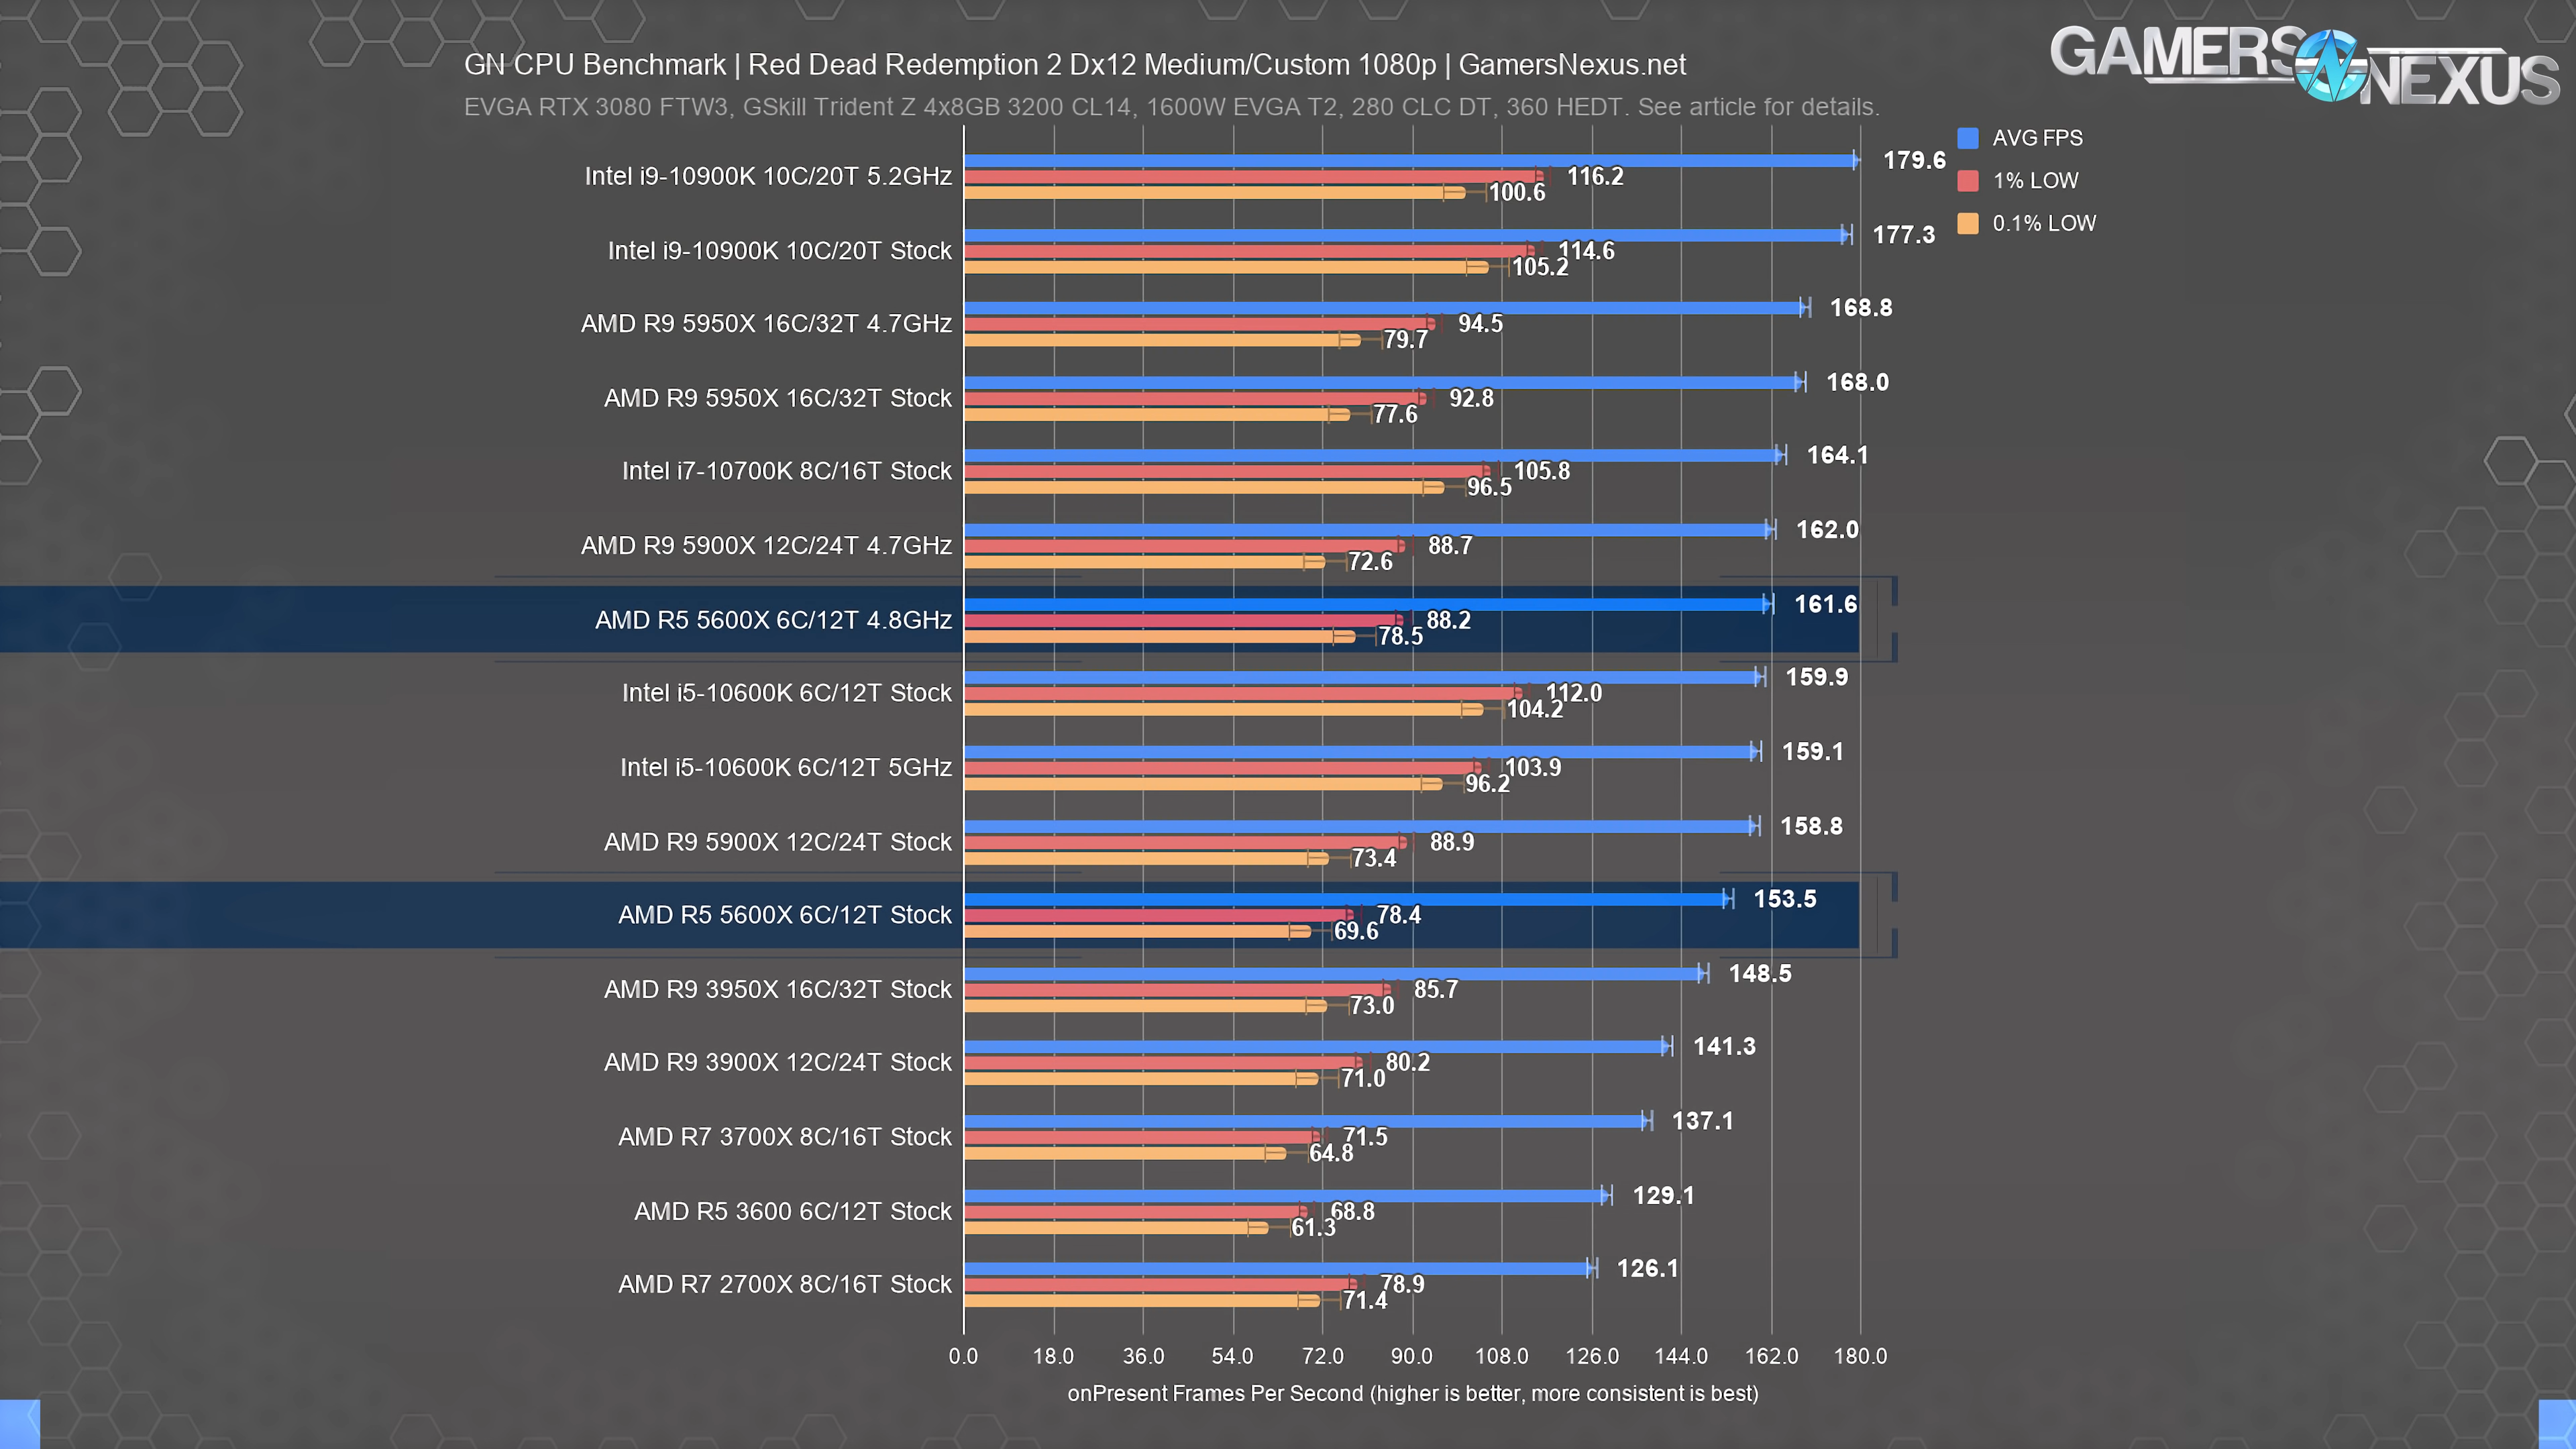 GN CPU Benchmark | Red Dead Redemption 2 Dx12 Medium/Custom 1080p | GamersNexus.net
EVGA RTX 3080 FTW3, GSkill Trident Z 4x8GB 3200 CL14, 1600W EVGA T2, 280 CLC DT, 360 HEDT. See article for details.
GAMERS NEXUS
AVG FPS
1% LOW
0.1% LOW
Intel i9-10900K 10C/20T 5.2GHz 179.6 116.2 100.6
Intel i9-10900K 10C/20T Stock 177.3 114.6 105.2
AMD R9 5950X 16C/32T 4.7GHz 168.8 94.5 79.7
AMD R9 5950X 16C/32T Stock 168.0 92.8 77.6
Intel i7-10700K 8C/16T Stock 164.1 105.8 96.5
AMD R9 5900X 12C/24T 4.7GHz 162.0 88.7 72.6
AMD R5 5600X 6C/12T 4.8GHz 161.6 88.2 78.5
Intel i5-10600K 6C/12T Stock 159.9 112.0 104.2
Intel i5-10600K 6C/12T 5GHz 159.1 103.9 96.2
AMD R9 5900X 12C/24T Stock 158.8 88.9 73.4
AMD R5 5600X 6C/12T Stock 153.5 78.4 69.6
AMD R9 3950X 16C/32T Stock 148.5 85.7 73.0
AMD R9 3900X 12C/24T Stock 141.3 80.2 71.0
AMD R7 3700X 8C/16T Stock 137.1 71.5 64.8
AMD R5 3600 6C/12T Stock 129.1 68.8 61.3
AMD R7 2700X 8C/16T Stock 126.1 78.9 71.4
0.0 18.0 36.0 54.0 72.0 90.0 108.0 126.0 144.0 162.0 180.0
onPresent Frames Per Second (higher is better, more consistent is best)